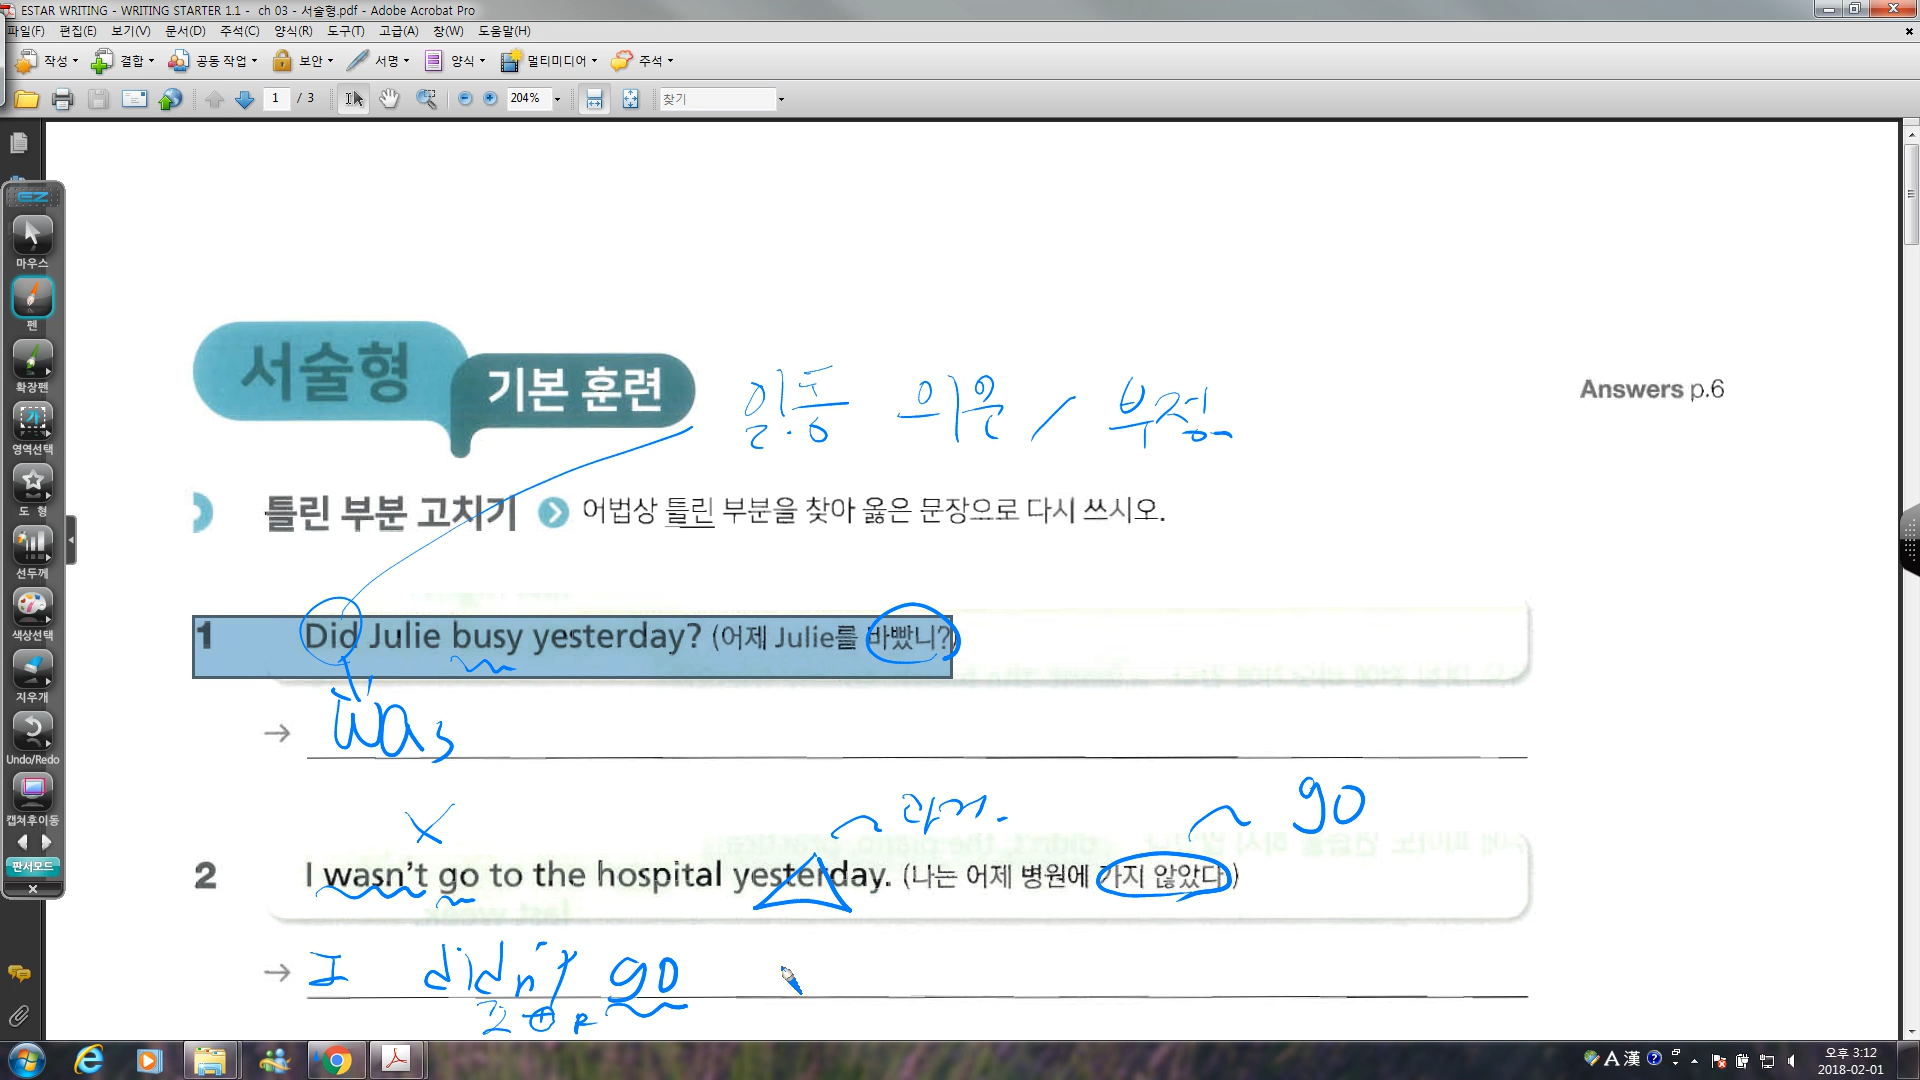 ESTAR WRITING - WRITING STARTER 1.1 - ch 03 - 서술형.pdf - Adobe Acrobat Pro
파일(F) 편집(E) 보기(V) 문서(D) 주석(C) 양식(R) 도구(T) 고급(A) 창(W) 도움말(H)
작성 결합 공동 작업 보안 서명 양식 멀티미디어 주석
1 / 3 204% 찾기
EZ
마우스
펜
확장펜
영역선택
도 형
선두께
색상선택
지우개
Undo/Redo
캡쳐후이동
판서모드
서술형 기본 훈련 일.동 의문 / 부정
Answers p.6
틀린 부분 고치기 어법상 틀린 부분을 찾아 옳은 문장으로 다시 쓰시오.
1 Did Julie busy yesterday? (어제 Julie를 바빴니?)
→ was
X 과거. go
2 I wasn't go to the hospital yesterday. (나는 어제 병원에 가지 않았다.)
→ I didn't go
A 漢
오후 3:12
2018-02-01